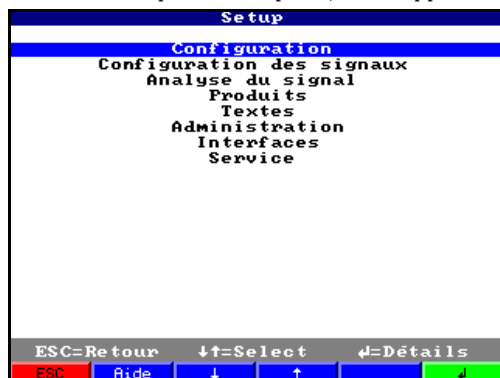 Setup
Configuration
Configuration des signaux
Analyse du signal
Produits
Textes
Administration
Interfaces
Service
ESC=Retour ↓↑=Select ↵=Détails
ESC Aide ↓ ↑ ↵